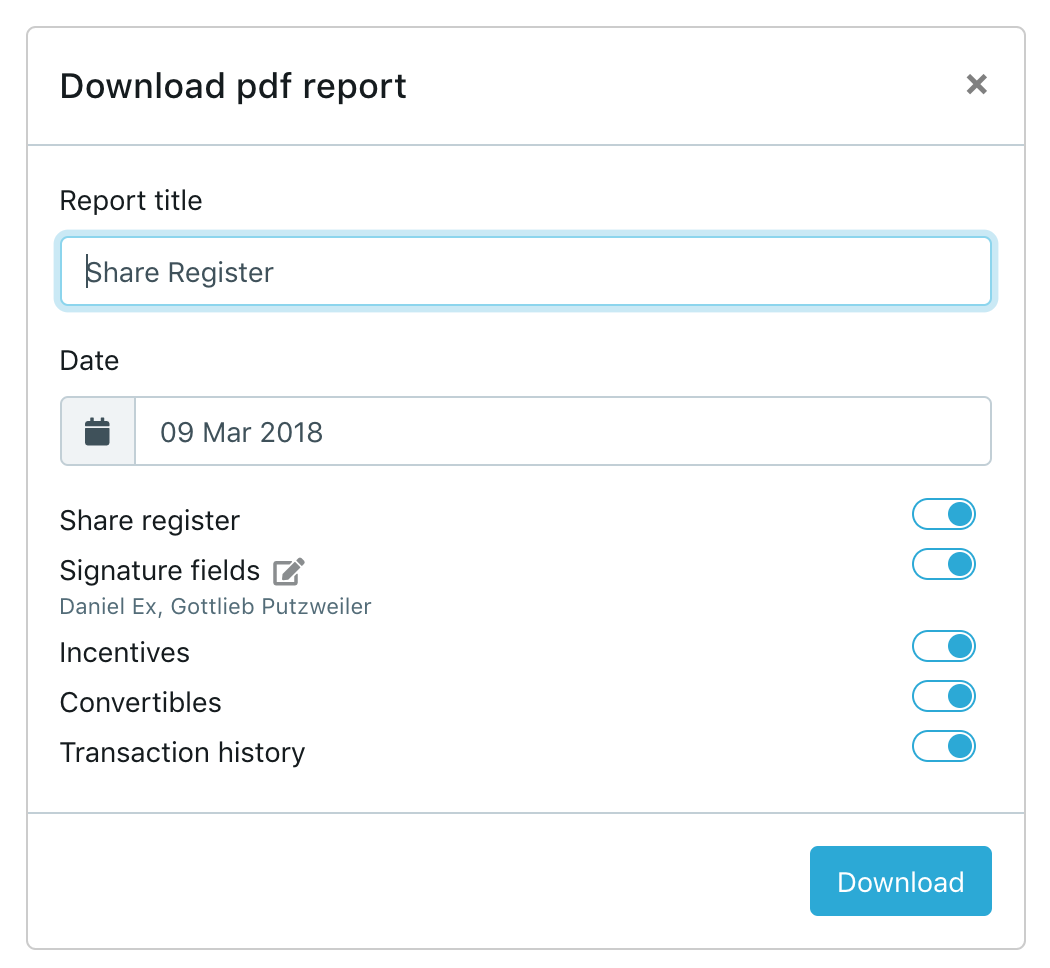 Download pdf report
Report title
Share Register
Date
09 Mar 2018
Share register
Signature fields
Daniel Ex, Gottlieb Putzweiler
Incentives
Convertibles
Transaction history
Download